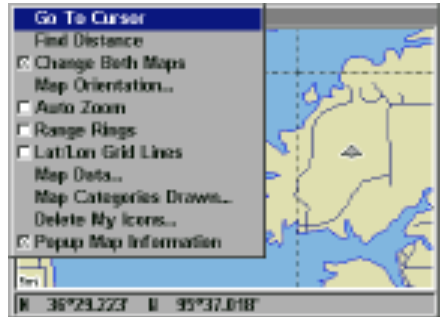 Go To Cursor
Find Distance
Change Both Maps
Map Orientation...
Auto Zoom
Range Rings
Lat/Lon Grid Lines
Map Data...
Map Categories Drawn...
Delete My Icons...
Popup Map Information
N 36°29.223' W 95°37.018'